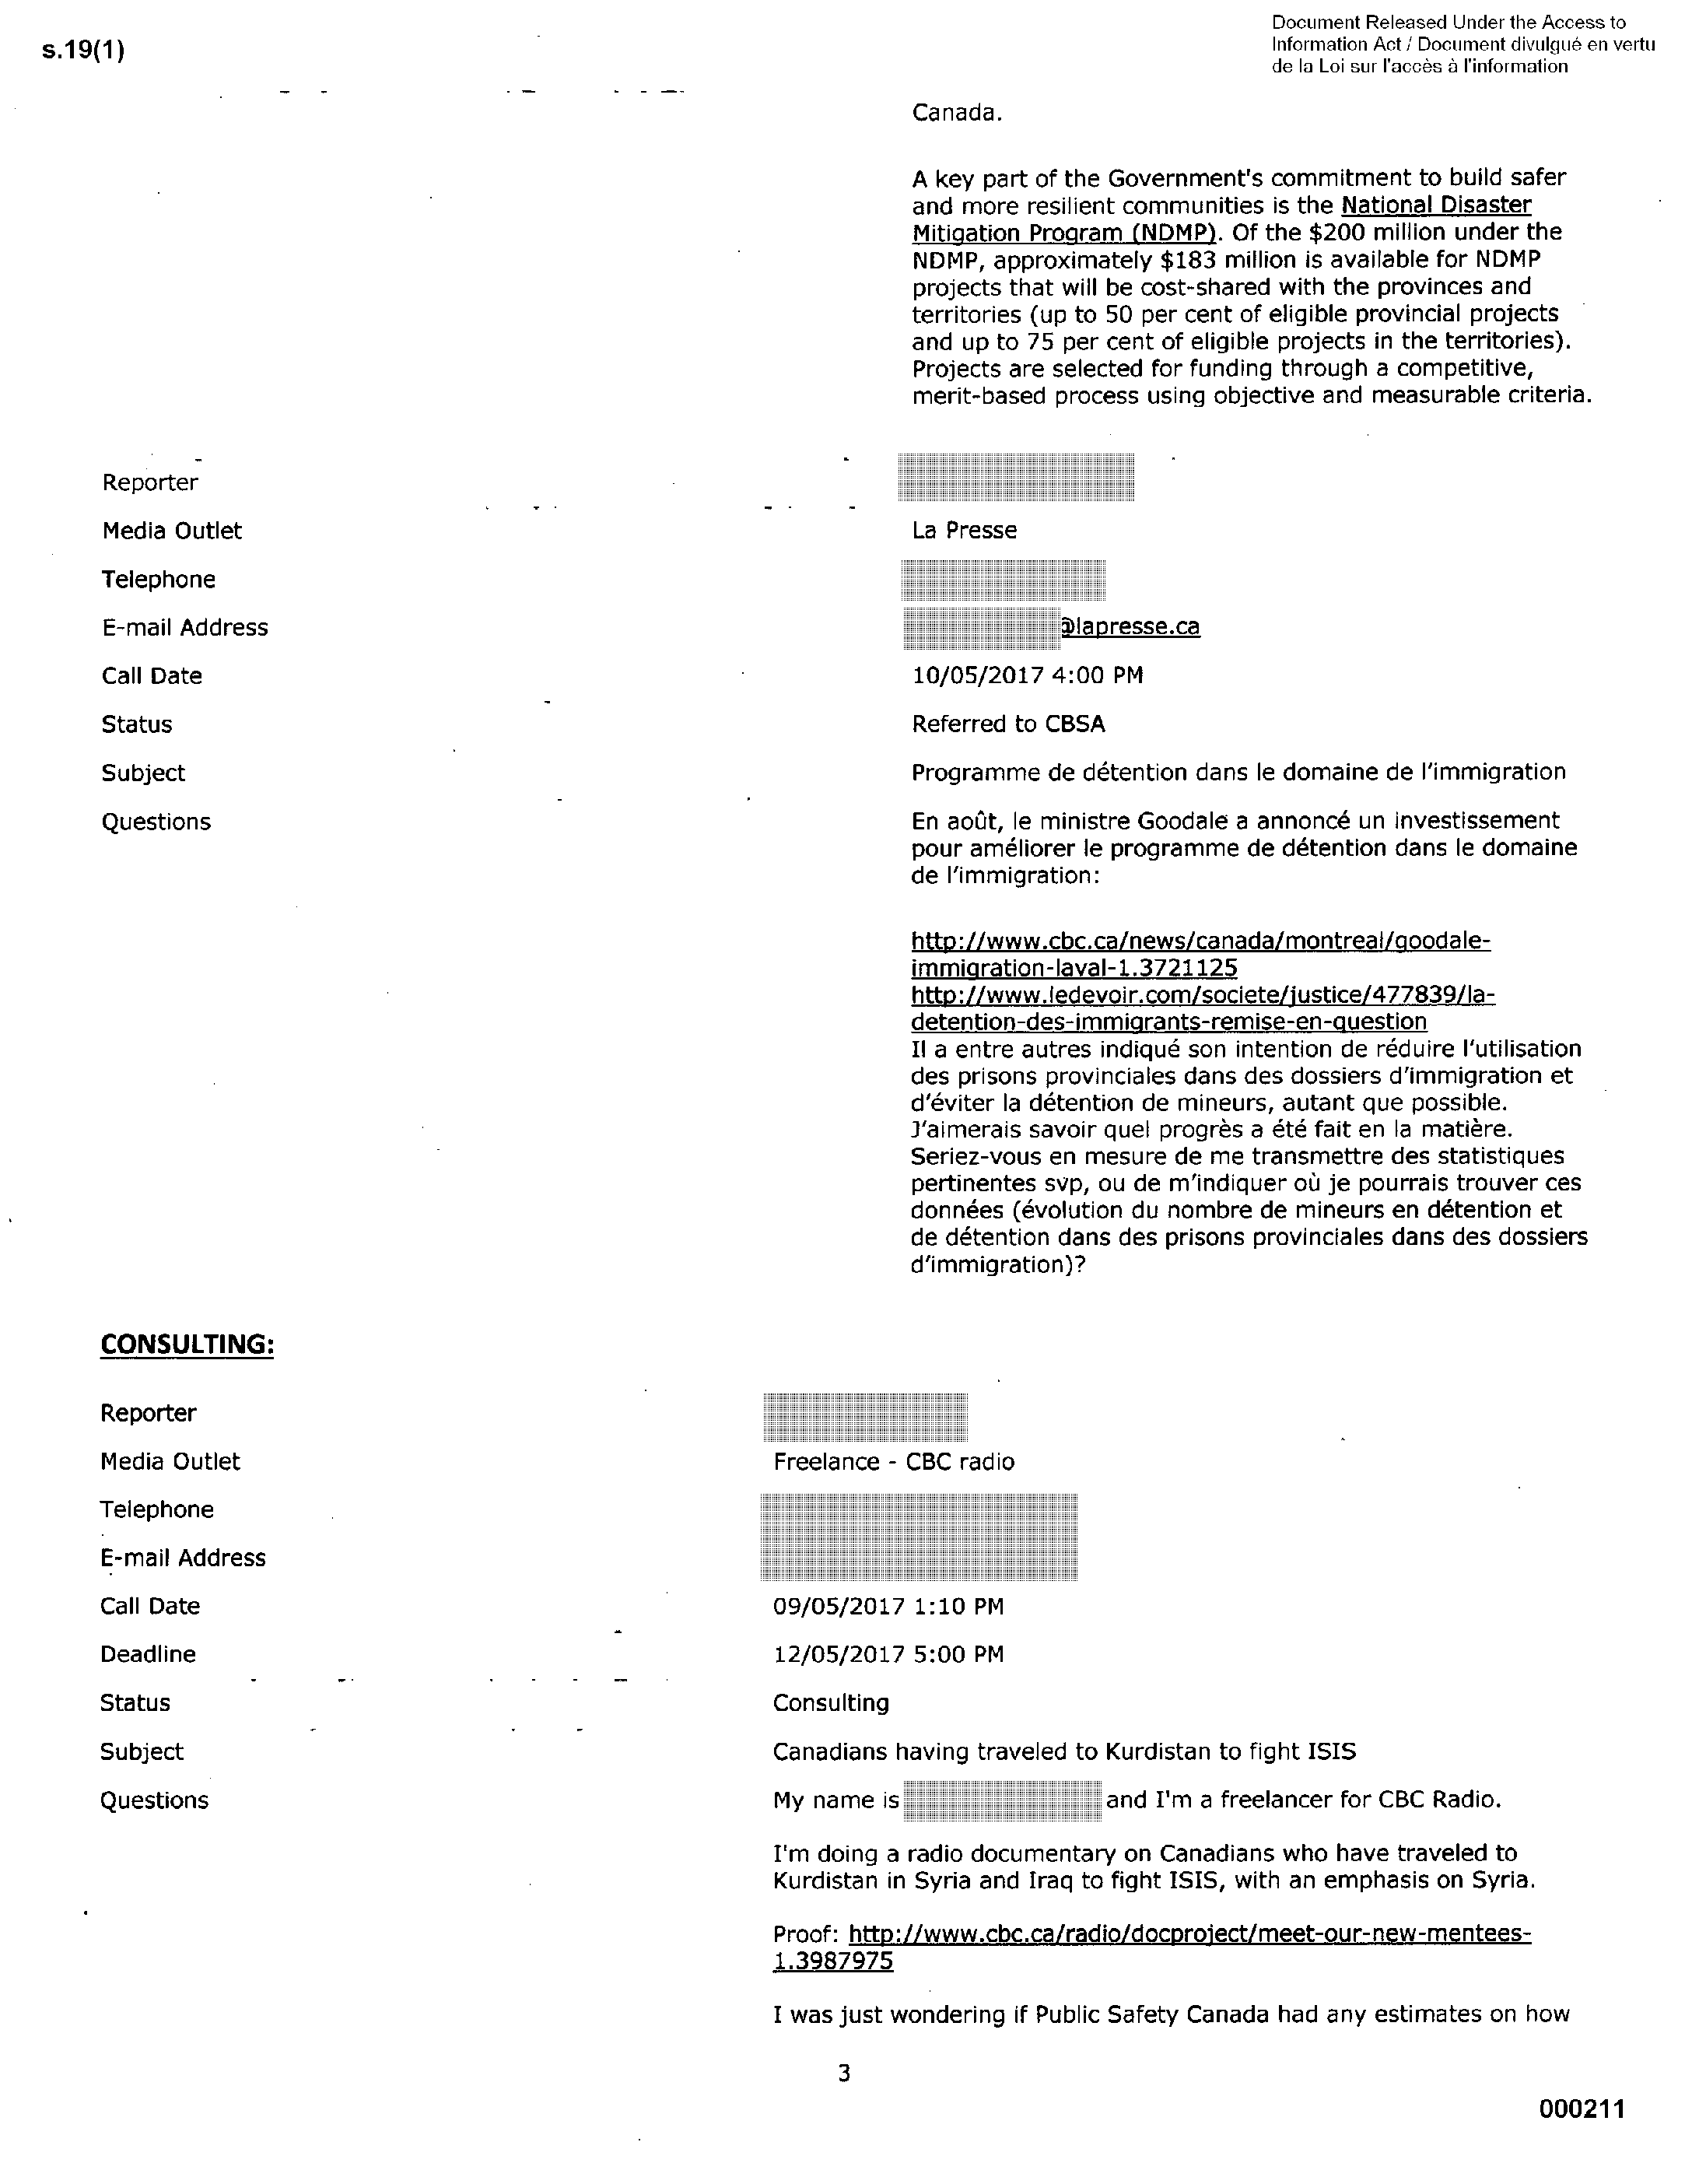 s.19(1)
Document Released Under the Access to
Information Act / Document divulgué en vertu
de la Loi sur l'accès à l'information
Canada.
A key part of the Government's commitment to build safer
and more resilient communities is the National Disaster
Mitigation Program (NDMP). Of the $200 million under the
NDMP, approximately $183 million is available for NDMP
projects that will be cost-shared with the provinces and
territories (up to 50 per cent of eligible provincial projects
and up to 75 per cent of eligible projects in the territories).
Projects are selected for funding through a competitive,
merit-based process using objective and measurable criteria.
Reporter
Media Outlet La Presse
Telephone
E-mail Address @lapresse.ca
Call Date 10/05/2017 4:00 PM
Status Referred to CBSA
Subject Programme de détention dans le domaine de l'immigration
Questions En août, le ministre Goodale a annoncé un investissement
pour améliorer le programme de détention dans le domaine
de l'immigration:
http://www.cbc.ca/news/canada/montreal/goodale-
immigration-laval-1.3721125
http://www.ledevoir.com/societe/justice/477839/la-
detention-des-immigrants-remise-en-question
Il a entre autres indiqué son intention de réduire l'utilisation
des prisons provinciales dans des dossiers d'immigration et
d'éviter la détention de mineurs, autant que possible.
J'aimerais savoir quel progrès a été fait en la matière.
Seriez-vous en mesure de me transmettre des statistiques
pertinentes svp, ou de m'indiquer où je pourrais trouver ces
données (évolution du nombre de mineurs en détention et
de détention dans des prisons provinciales dans des dossiers
d'immigration)?
CONSULTING:
Reporter
Media Outlet Freelance - CBC radio
Telephone
E-mail Address
Call Date 09/05/2017 1:10 PM
Deadline 12/05/2017 5:00 PM
Status Consulting
Subject Canadians having traveled to Kurdistan to fight ISIS
Questions My name is and I'm a freelancer for CBC Radio.
I'm doing a radio documentary on Canadians who have traveled to
Kurdistan in Syria and Iraq to fight ISIS, with an emphasis on Syria.
Proof: http://www.cbc.ca/radio/docproject/meet-our-new-mentees-
1.3987975
I was just wondering if Public Safety Canada had any estimates on how
3
000211